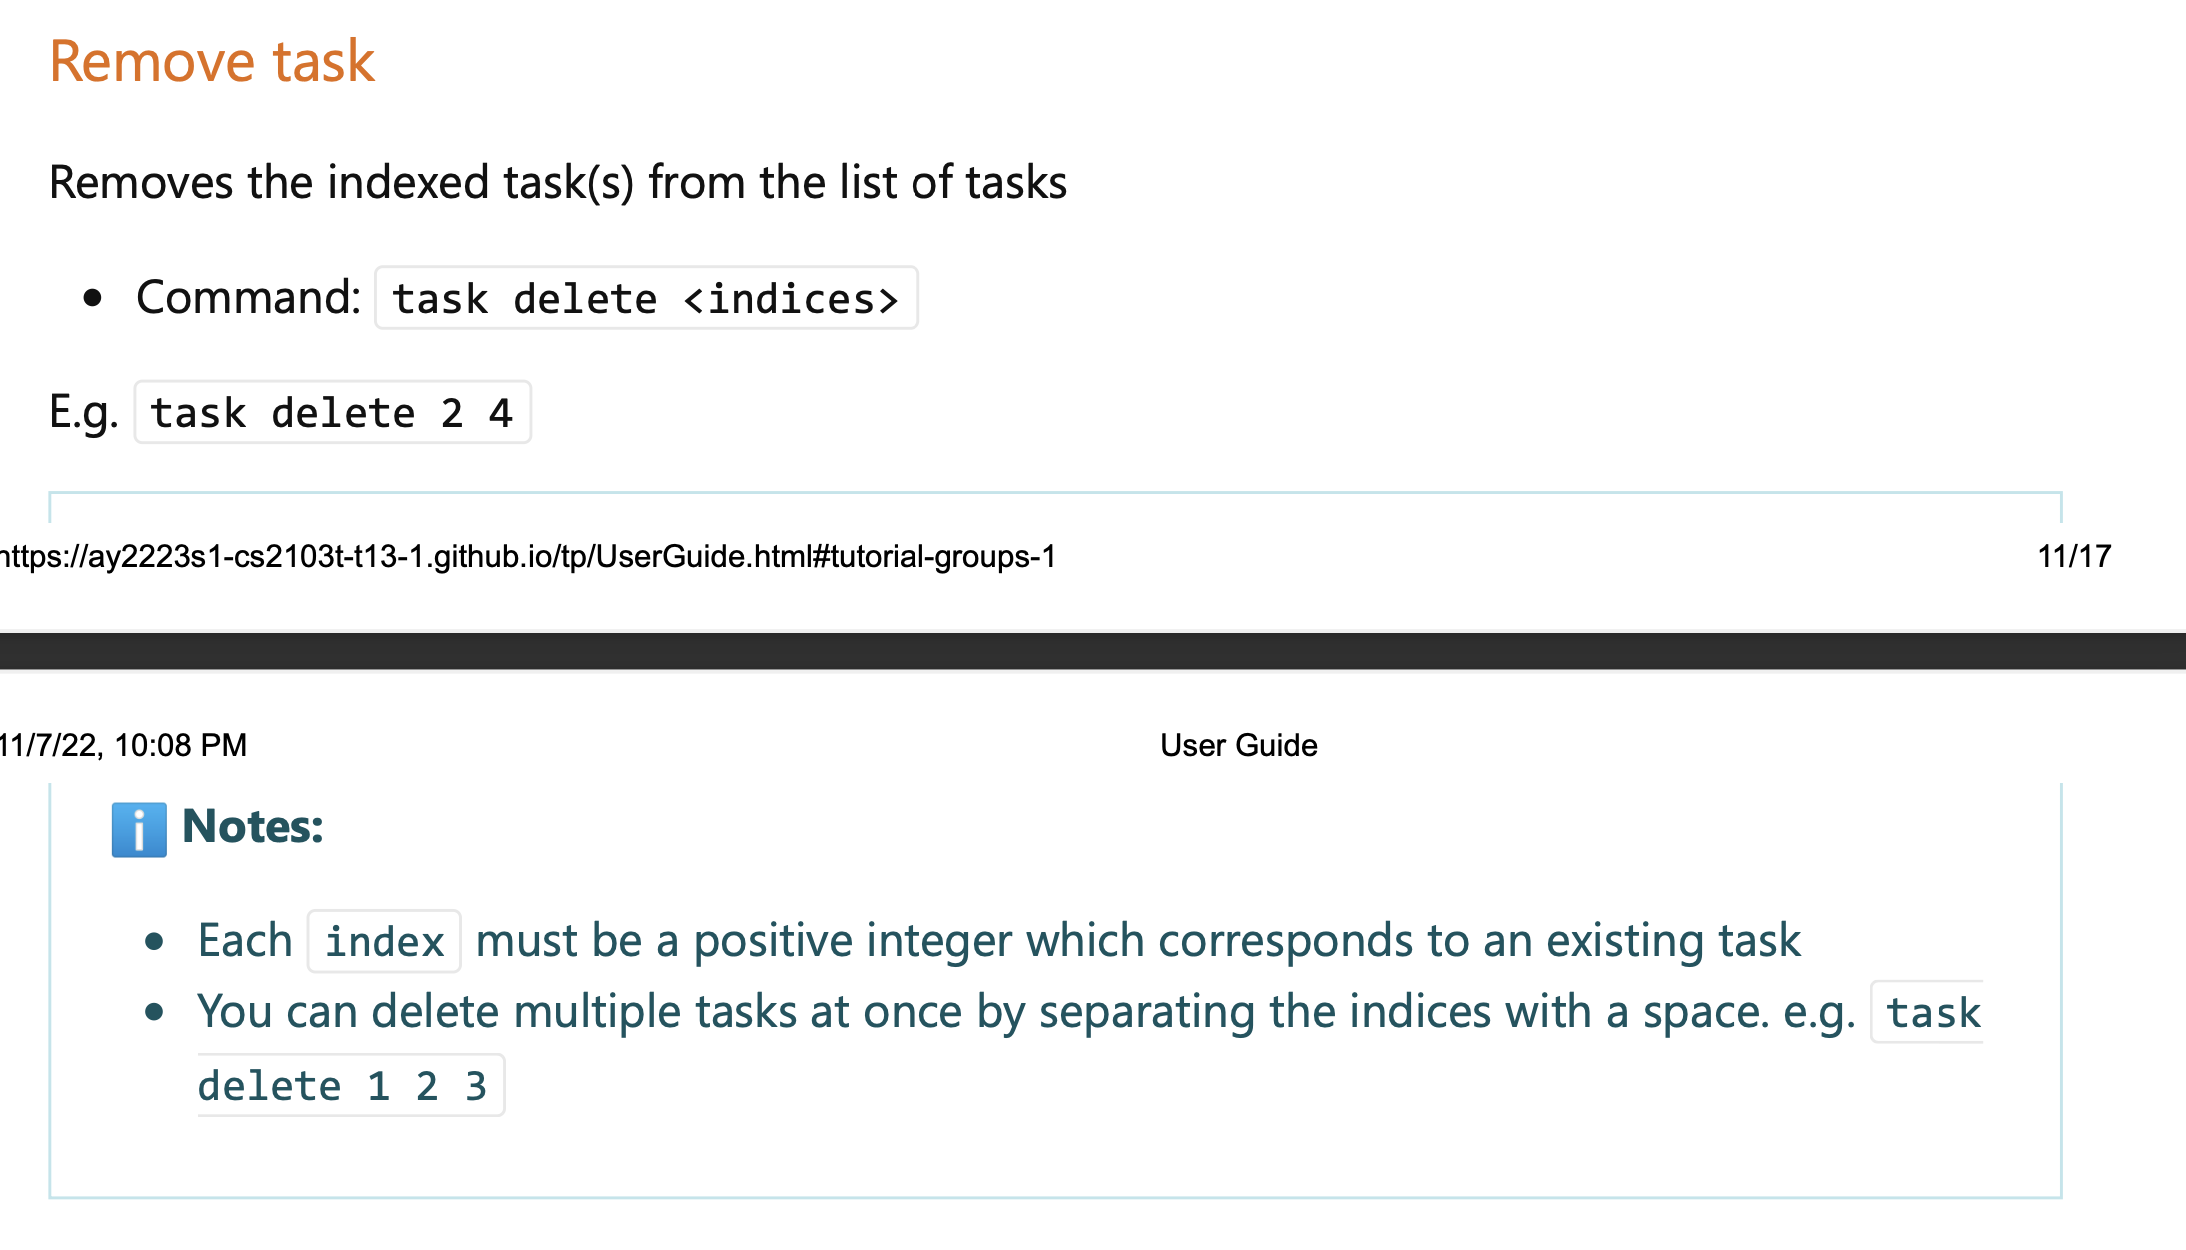 Remove task
Removes the indexed task(s) from the list of tasks
• Command: task delete <indices>
E.g. task delete 2 4
https://ay2223s1-cs2103t-t13-1.github.io/tp/UserGuide.html#tutorial-groups-1 11/17
11/7/22, 10:08 PM User Guide
ℹ️ Notes:
• Each index must be a positive integer which corresponds to an existing task
• You can delete multiple tasks at once by separating the indices with a space. e.g. task
delete 1 2 3